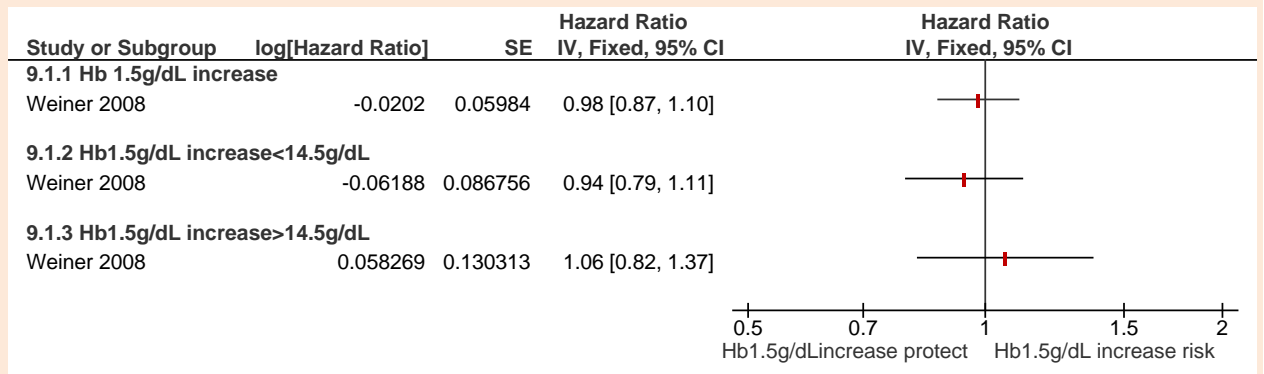 Hazard Ratio Hazard Ratio
Study or Subgroup log[Hazard Ratio] SE IV, Fixed, 95% CI IV, Fixed, 95% CI
9.1.1 Hb 1.5g/dL increase
Weiner 2008 -0.0202 0.05984 0.98 [0.87, 1.10]
9.1.2 Hb1.5g/dL increase<14.5g/dL
Weiner 2008 -0.06188 0.086756 0.94 [0.79, 1.11]
9.1.3 Hb1.5g/dL increase>14.5g/dL
Weiner 2008 0.058269 0.130313 1.06 [0.82, 1.37]
0.5 0.7 1 1.5 2
Hb1.5g/dLincrease protect Hb1.5g/dL increase risk